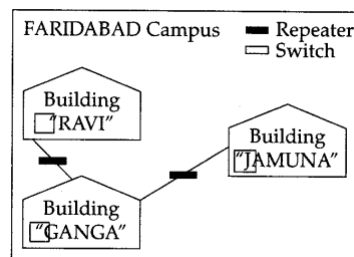 FARIDABAD Campus
Repeater
Switch
Building
"RAVI"
Building
"JAMUNA"
Building
"GANGA"